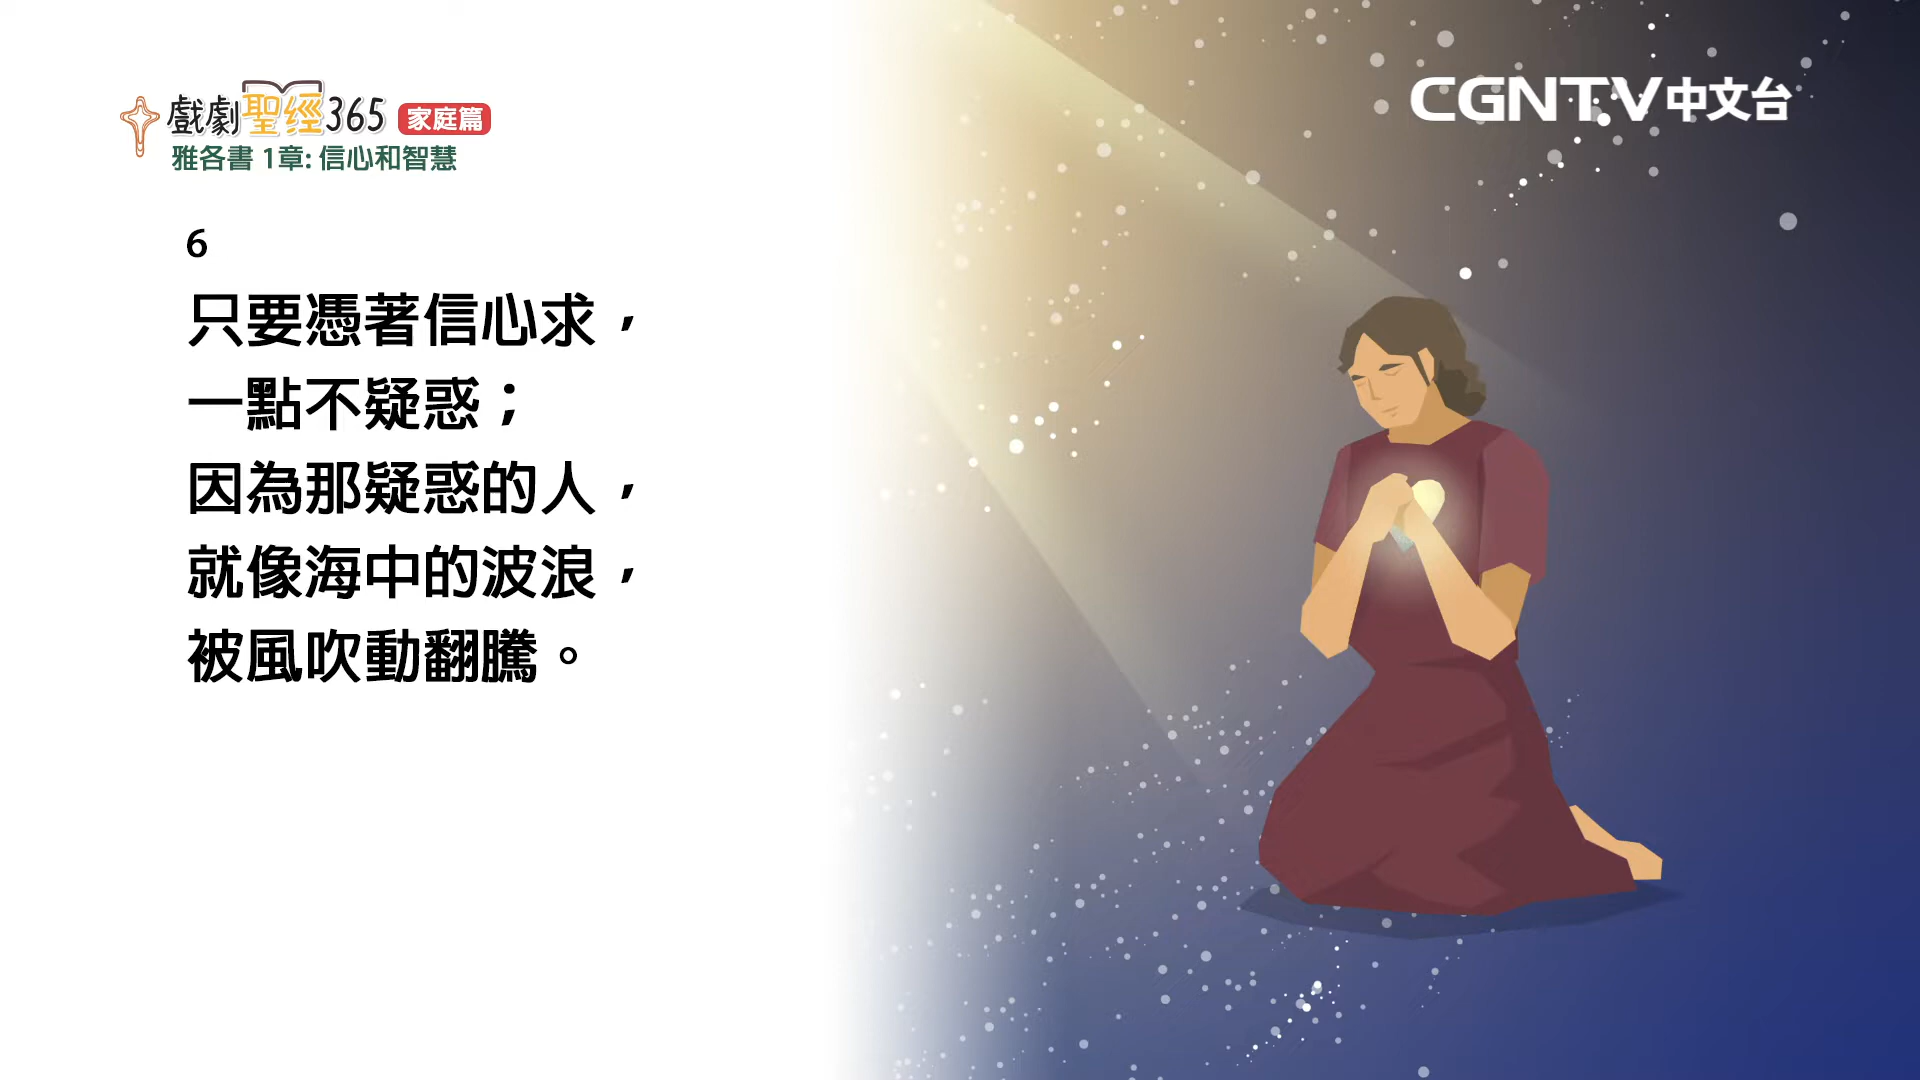 戲劇聖經365 家庭篇
雅各書 1章: 信心和智慧
CGNTV中文台
6
只要憑著信心求，
一點不疑惑；
因為那疑惑的人，
就像海中的波浪，
被風吹動翻騰。